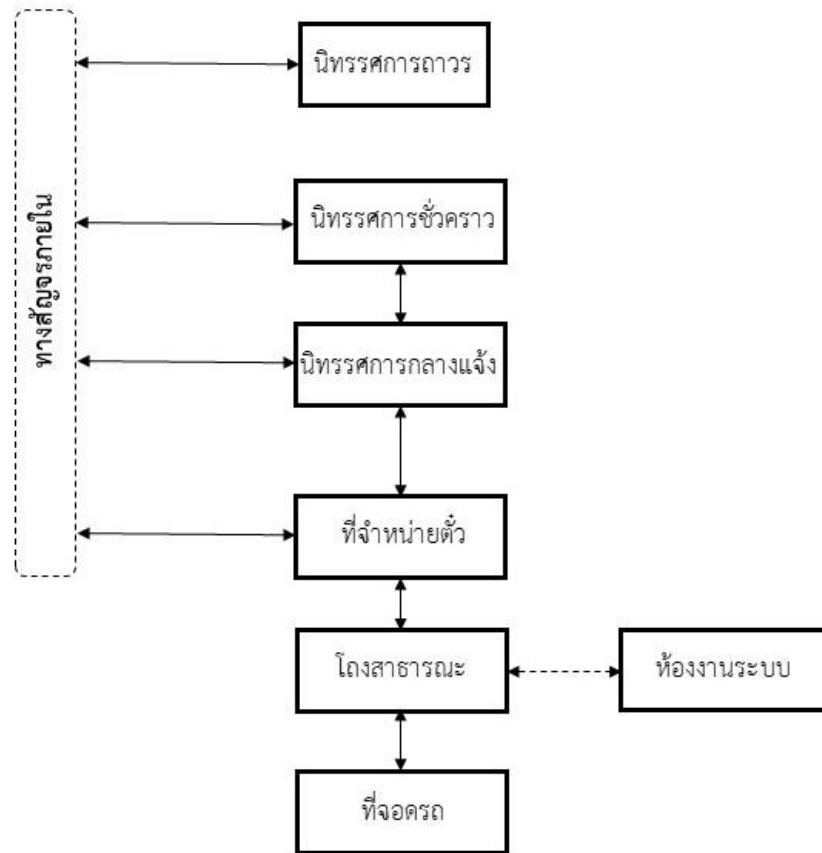 นิทรรศการถาวร
นิทรรศการชั่วคราว
ทางสัญจรภายใน
นิทรรศการกลางแจ้ง
ที่จำหน่ายตั๋ว
โถงสาธารณะ
ห้องงานระบบ
ที่จอดรถ